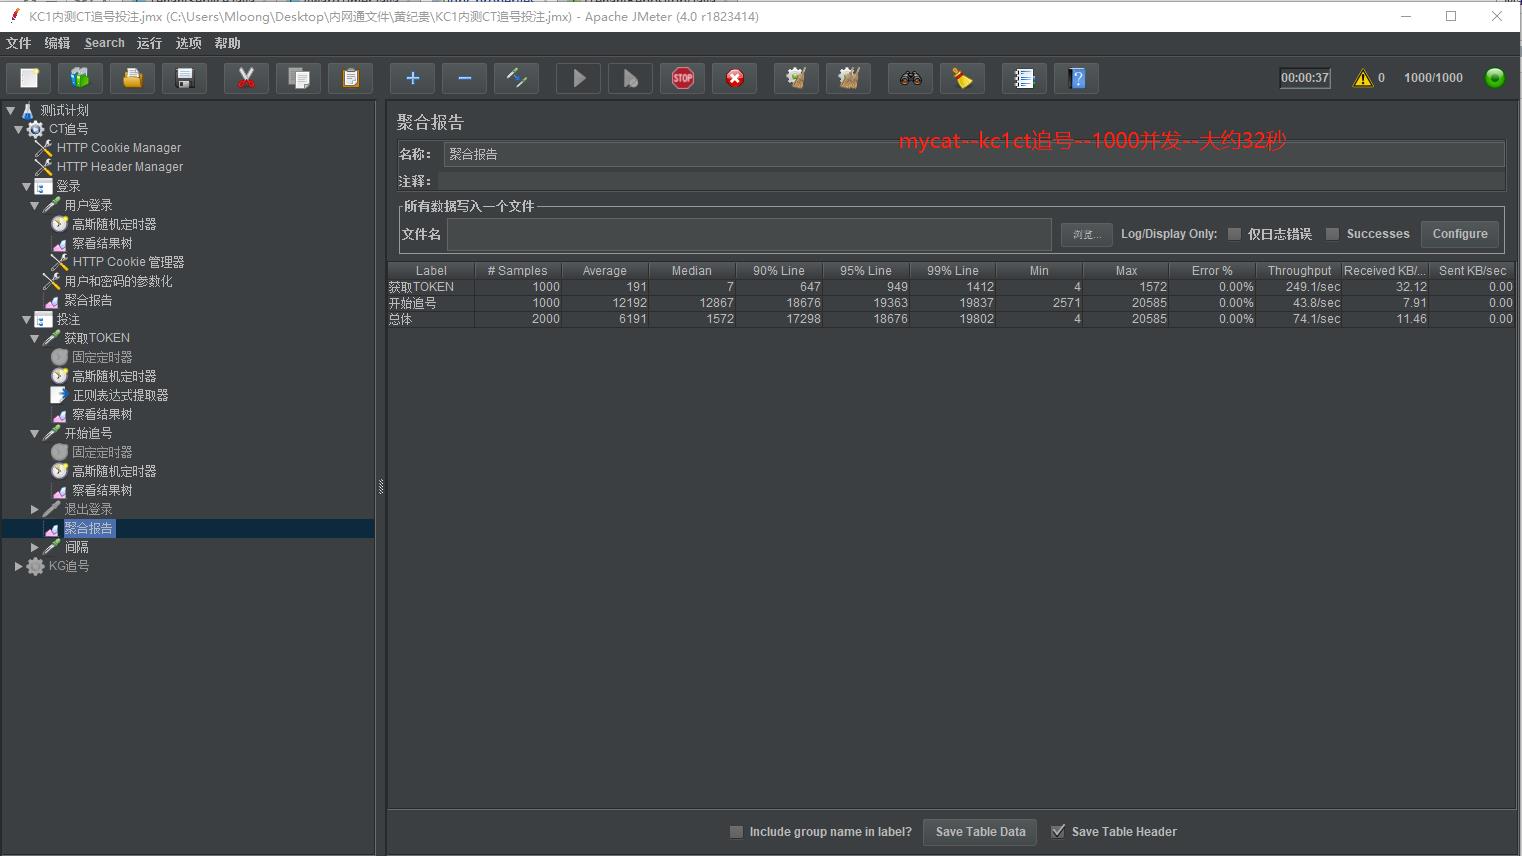 KC1内测CT追号投注.jmx (C:\Users\Mloong\Desktop\内网通文件\萧纪贵\KC1内测CT追号投注.jmx) - Apache JMeter (4.0 r1823414)
文件 编辑 Search 运行 选项 帮助
STOP 00:00:37 0 1000/1000
测试计划
CT追号
HTTP Cookie Manager
HTTP Header Manager
登录
用户登录
高斯随机定时器
察看结果树
HTTP Cookie 管理器
用户和密码的参数化
聚合报告
投注
获取TOKEN
固定定时器
高斯随机定时器
正则表达式提取器
察看结果树
开始追号
固定定时器
高斯随机定时器
察看结果树
退出登录
聚合报告
间隔
KG追号
聚合报告
mycat--kc1ct追号--1000并发--大约32秒
名称: 聚合报告
注释:
所有数据写入一个文件
文件名 浏览... Log/Display Only: 仅日志错误 Successes Configure
Label # Samples Average Median 90% Line 95% Line 99% Line Min Max Error % Throughput Received KB/... Sent KB/sec
获取TOKEN 1000 191 7 647 949 1412 4 1572 0.00% 249.1/sec 32.12 0.00
开始追号 1000 12192 12867 18676 19363 19837 2571 20585 0.00% 43.8/sec 7.91 0.00
总体 2000 6191 1572 17298 18676 19802 4 20585 0.00% 74.1/sec 11.46 0.00
Include group name in label? Save Table Data Save Table Header